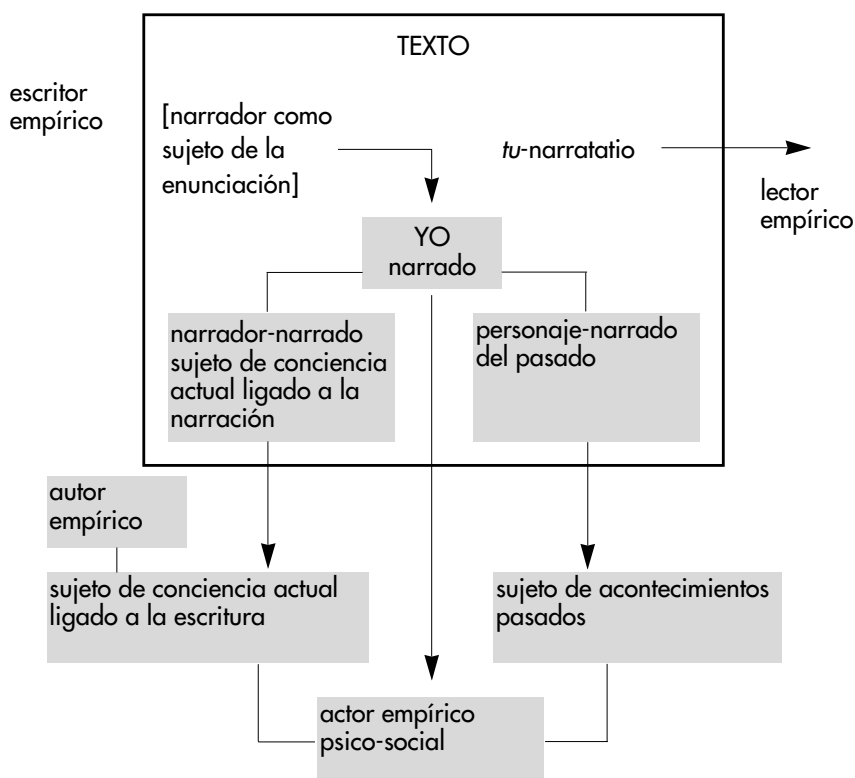 TEXTO
escritor
empírico
[narrador como
sujeto de la
enunciación]
tu-narratatio
lector
empírico
YO
narrado
narrador-narrado
sujeto de conciencia
actual ligado a la
narración
personaje-narrado
del pasado
autor
empírico
sujeto de conciencia actual
ligado a la escritura
sujeto de acontecimientos
pasados
actor empírico
psico-social